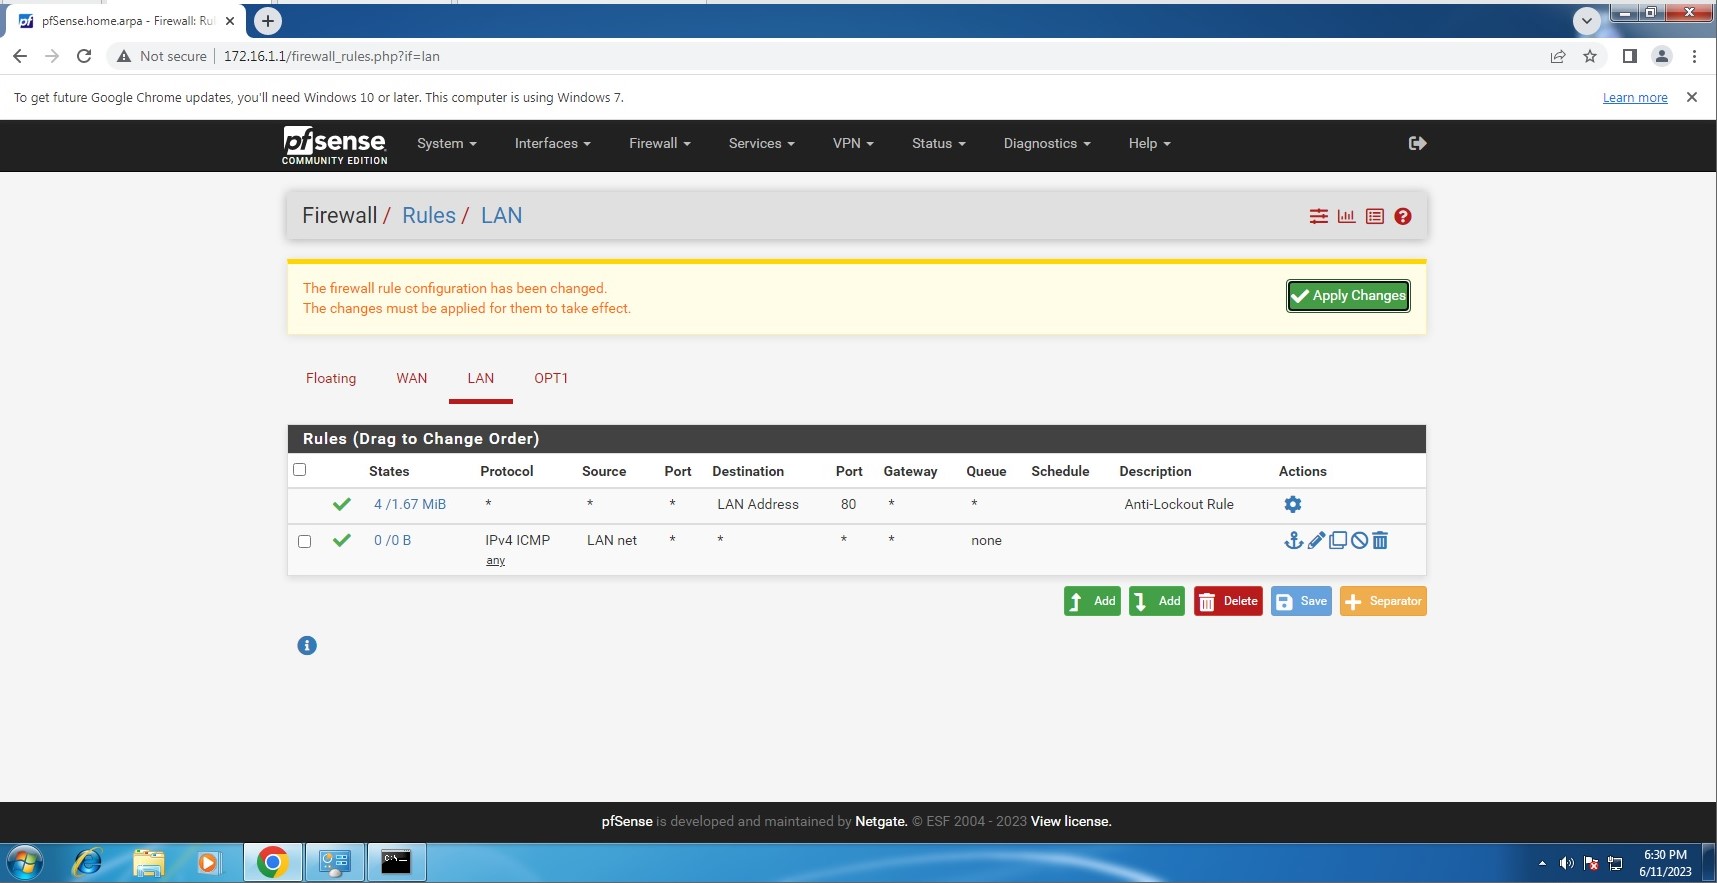 pfSense.home.arpa - Firewall: Ru
Not secure
172.16.1.1/firewall_rules.php?if=lan
To get future Google Chrome updates, you'll need Windows 10 or later. This computer is using Windows 7.
Learn more
pfsense
COMMUNITY EDITION
System
Interfaces
Firewall
Services
VPN
Status
Diagnostics
Help
Firewall / Rules / LAN
The firewall rule configuration has been changed.
The changes must be applied for them to take effect.
Apply Changes
Floating WAN LAN OPT1
Rules (Drag to Change Order)
States Protocol Source Port Destination Port Gateway Queue Schedule Description Actions
4 /1.67 MiB * * * LAN Address 80 * * Anti-Lockout Rule
0 /0 B IPv4 ICMP LAN net * * * * none
any
Add Add Delete Save Separator
pfSense is developed and maintained by Netgate. © ESF 2004 - 2023 View license.
C:\_
6:30 PM
6/11/2023